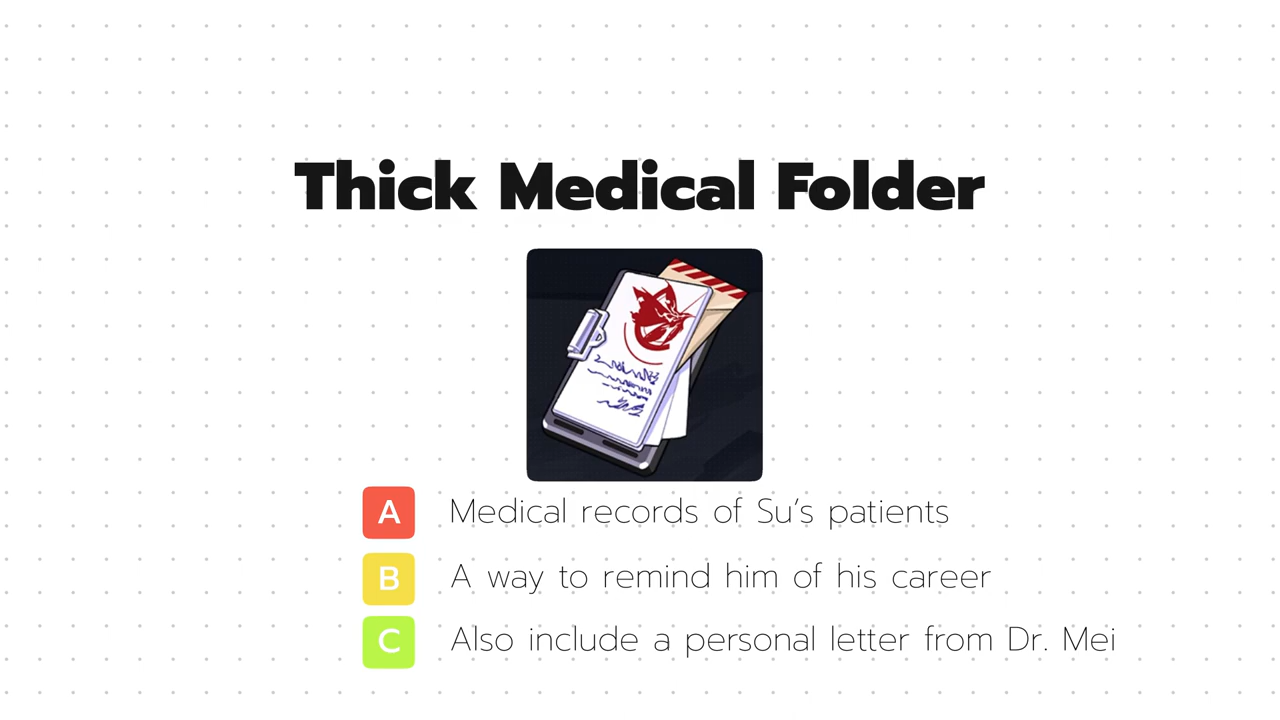 Thick Medical Folder
A Medical records of Su's patients
B A way to remind him of his career
C Also include a personal letter from Dr. Mei